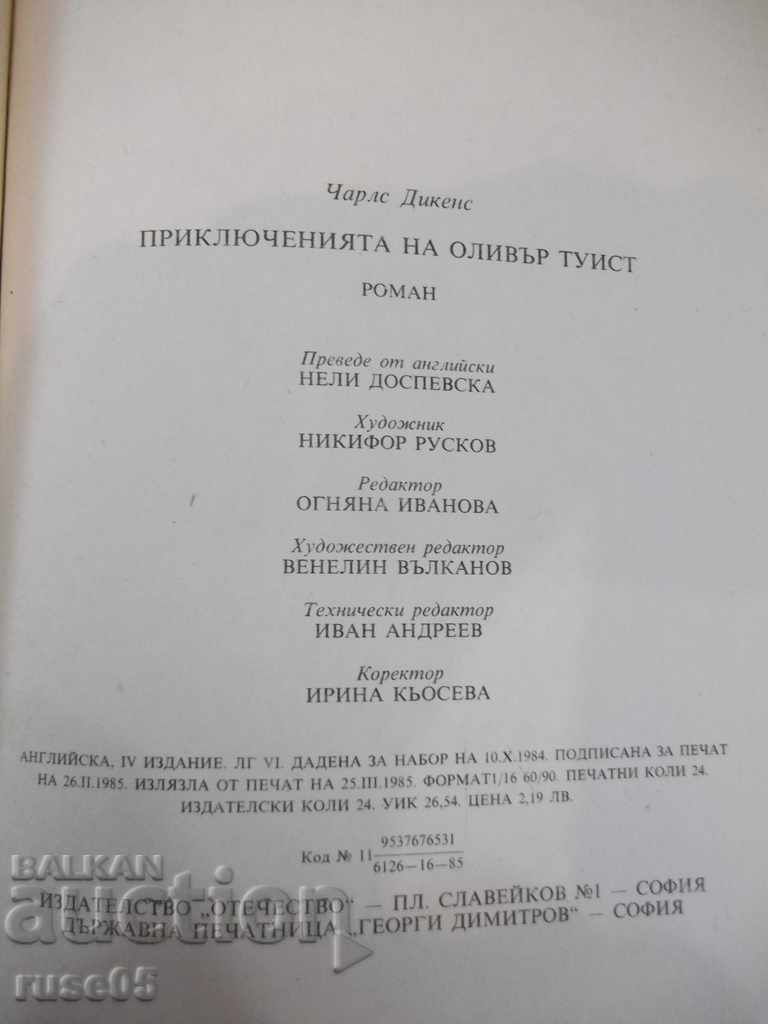 Чарлс Дикенс
ПРИКЛЮЧЕНИЯТА НА ОЛИВЪР ТУИСТ
РОМАН
Преведе от английски
НЕЛИ ДОСПЕВСКА
Художник
НИКИФОР РУСКОВ
Редактор
ОГНЯНА ИВАНОВА
Художествен редактор
ВЕНЕЛИН ВЪЛКАНОВ
Технически редактор
ИВАН АНДРЕЕВ
Коректор
ИРИНА КЬОСЕВА
АНГЛИЙСКА, IV ИЗДАНИЕ. ЛГ VI. ДАДЕНА ЗА НАБОР НА 10.X.1984. ПОДПИСАНА ЗА ПЕЧАТ
НА 26.II.1985. ИЗЛЯЗЛА ОТ ПЕЧАТ НА 25.III.1985. ФОРМАТ1/16 60/90. ПЕЧАТНИ КОЛИ 24.
ИЗДАТЕЛСКИ КОЛИ 24. УИК 26,54. ЦЕНА 2,19 ЛВ.
9537676531
Код № 11
6126—16—85
ИЗДАТЕЛСТВО „ОТЕЧЕСТВО“ — ПЛ. СЛАВЕЙКОВ №1 — СОФИЯ
ДЪРЖАВНА ПЕЧАТНИЦА „ГЕОРГИ ДИМИТРОВ“ — СОФИЯ
BALKAN
auction
ruse05